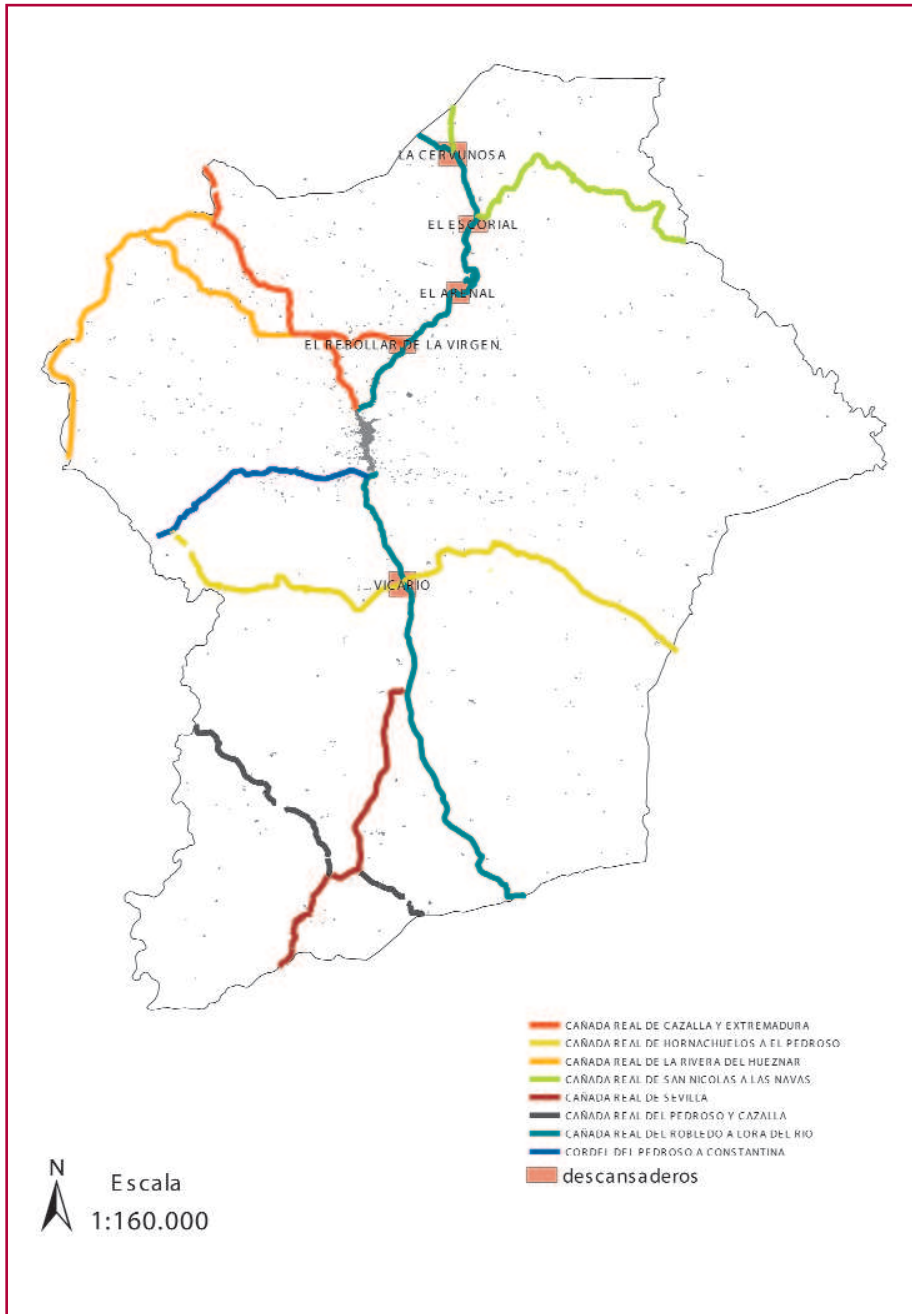 LA CERVUNOSA
EL ESCORIAL
EL ARENAL
EL REBOLLAR DE LA VIRGEN.
VICARIO
CAÑADA REAL DE CAZALLA Y EXTREMADURA
CAÑADA REAL DE HORNACHUELOS A EL PEDROSO
CAÑADA REAL DE LA RIVERA DEL HUEZNAR
CAÑADA REAL DE SAN NICOLAS A LAS NAVAS
CAÑADA REAL DE SEVILLA
CAÑADA REAL DEL PEDROSO Y CAZALLA
CAÑADA REAL DEL ROBLEDO A LORA DEL RIO
CORDEL DEL PEDROSO A CONSTANTINA
descansaderos
N
Escala
1:160.000